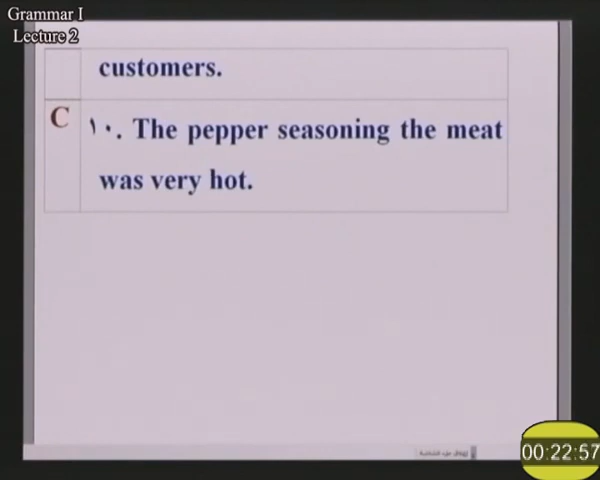 Grammar I
Lecture 2
customers.
C ١٠. The pepper seasoning the meat
was very hot.
00:22:57